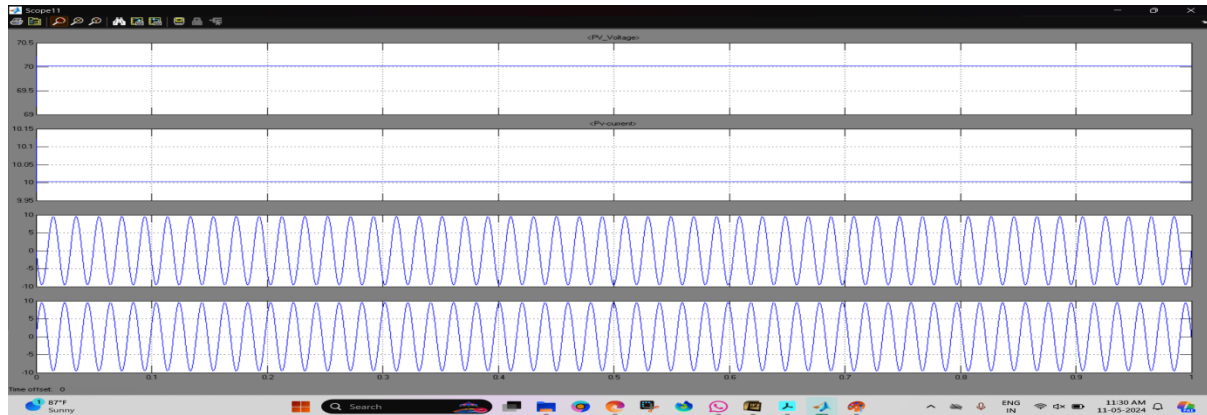 Scope11
<PV_Voltage>
70.5
70
69.5
69
<Pv-current>
10.15
10.1
10.05
10
9.95
10
5
0
-5
-10
10
5
0
-5
-10
0 0.1 0.2 0.3 0.4 0.5 0.6 0.7 0.8 0.9 1
Time offset: 0
87°F
Sunny
Search
ENG
IN
11:30 AM
11-05-2024